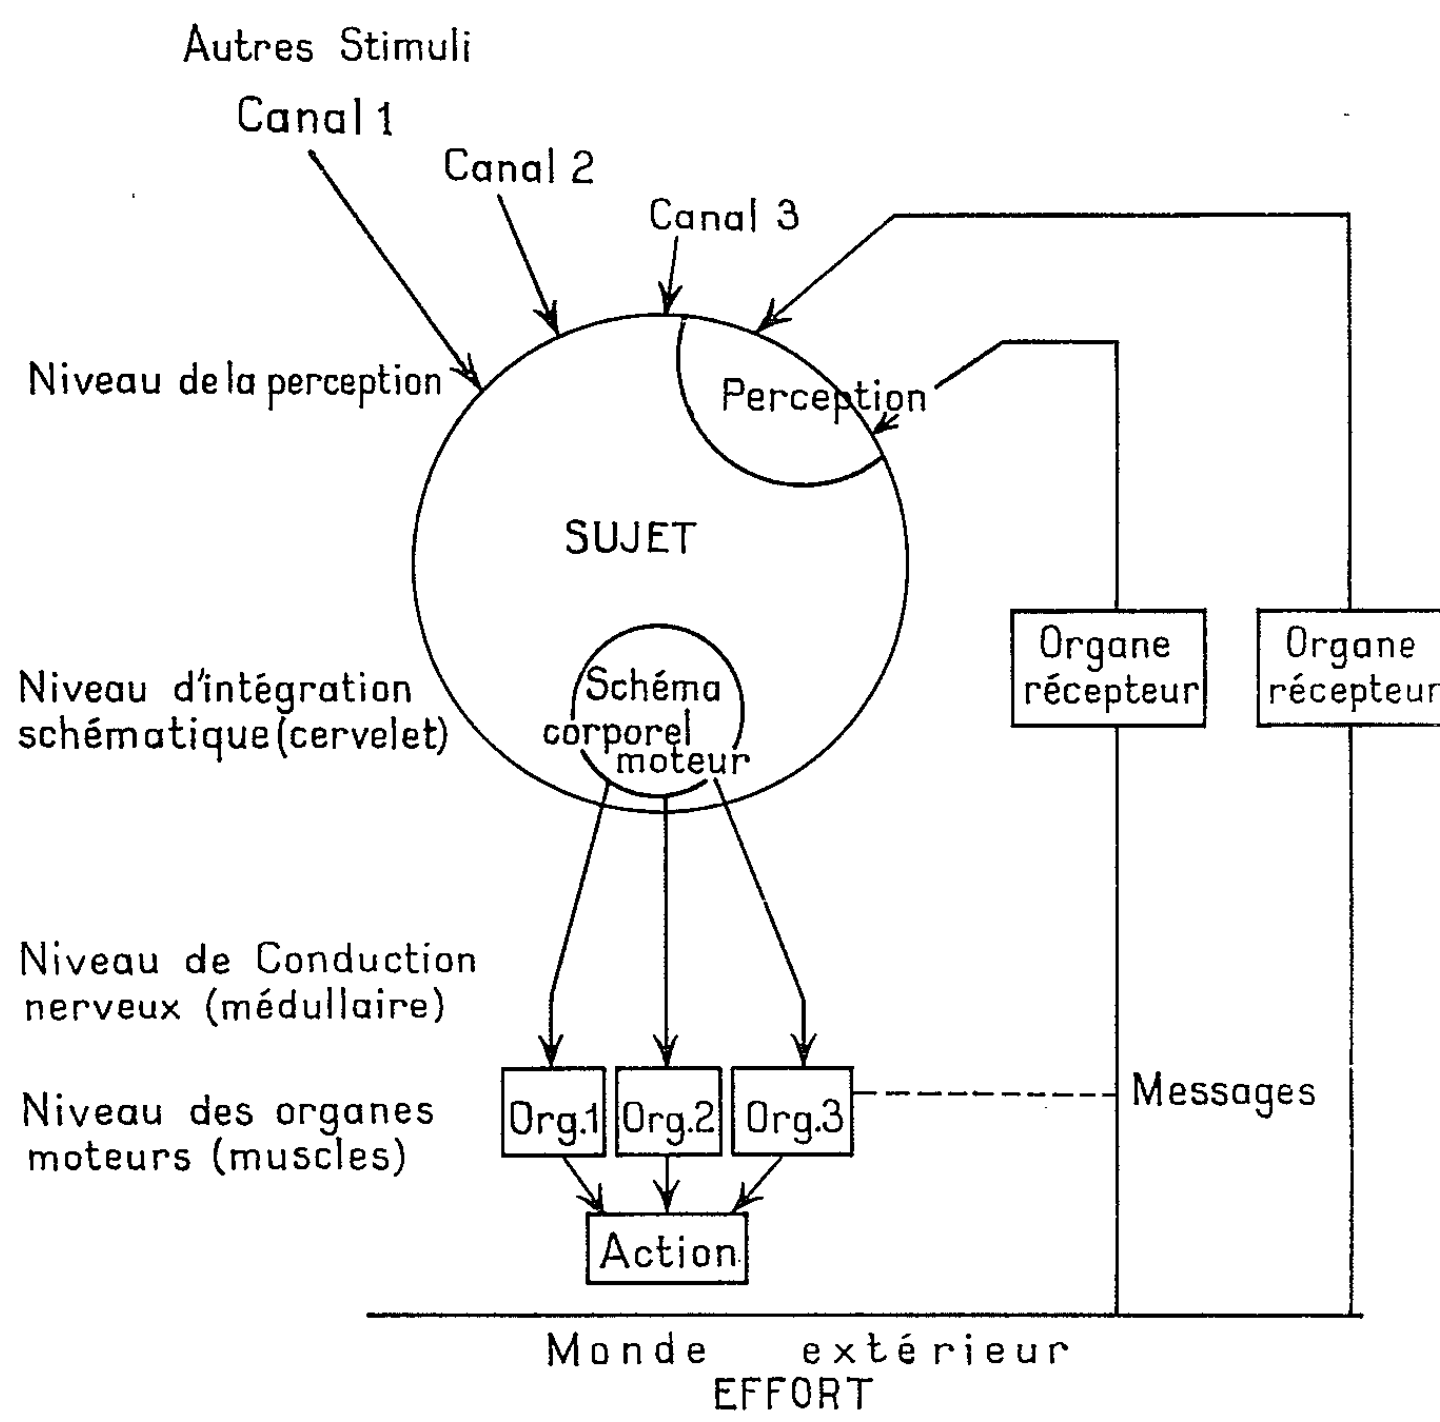 Autres Stimuli
Canal 1
Canal 2
Canal 3
Niveau de la perception
Perception
SUJET
Organe
récepteur
Organe
récepteur
Niveau d'intégration
schématique (cervelet)
Schéma
corporel
moteur
Niveau de Conduction
nerveux (médullaire)
Niveau des organes
moteurs (muscles)
Org.1
Org.2
Org.3
Messages
Action
Monde extérieur
EFFORT